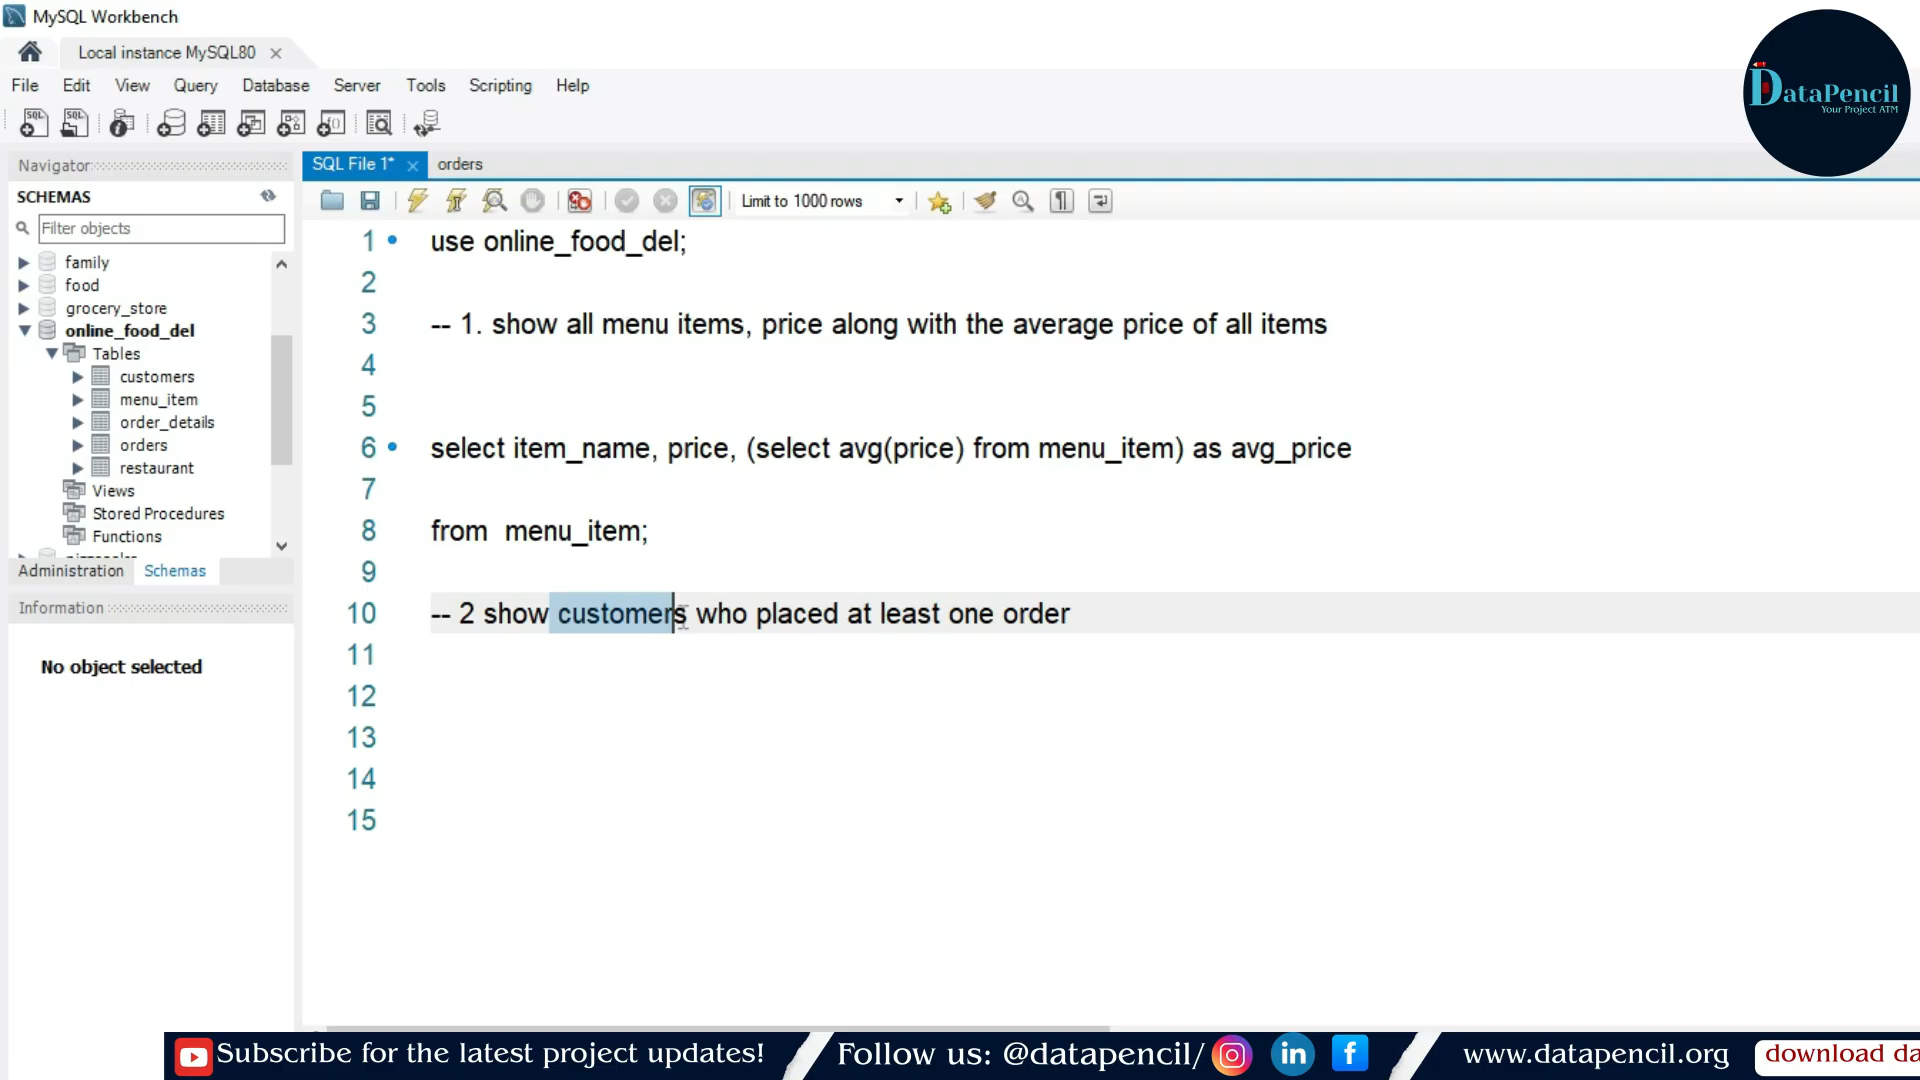 MySQL Workbench
DataPencil
Your Project ATM
Local instance MySQL80
File Edit View Query Database Server Tools Scripting Help
Navigator
SQL File 1* orders
SCHEMAS
Limit to 1000 rows
Filter objects
family
food
grocery_store
online_food_del
Tables
customers
menu_item
order_details
orders
restaurant
Views
Stored Procedures
Functions
Administration Schemas
Information
No object selected
1 use online_food_del;
2
3 -- 1. show all menu items, price along with the average price of all items
4
5
6 select item_name, price, (select avg(price) from menu_item) as avg_price
7
8 from menu_item;
9
10 -- 2 show customers who placed at least one order
11
12
13
14
15
Subscribe for the latest project updates! Follow us: @datapencil/ www.datapencil.org download da